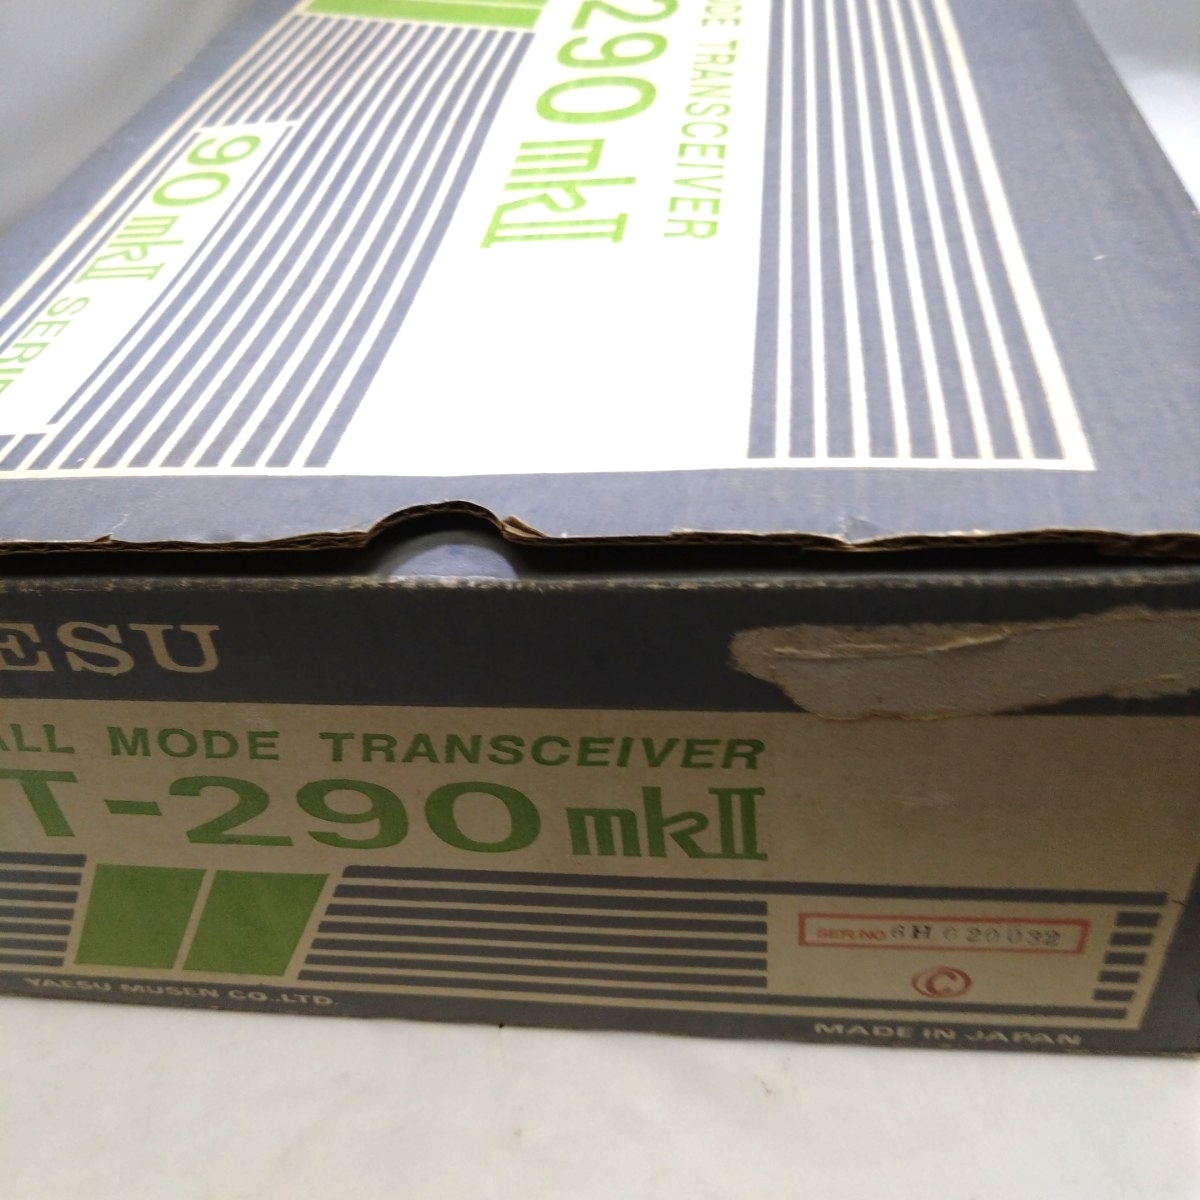 ODE TRANSCEIVER
290 mkII
90 mkII SERIE
ESU
ALL MODE TRANSCEIVER
T-290 mkII
SER.NO. 6H 020032
C
YAESU MUSEN CO.,LTD.
MADE IN JAPAN